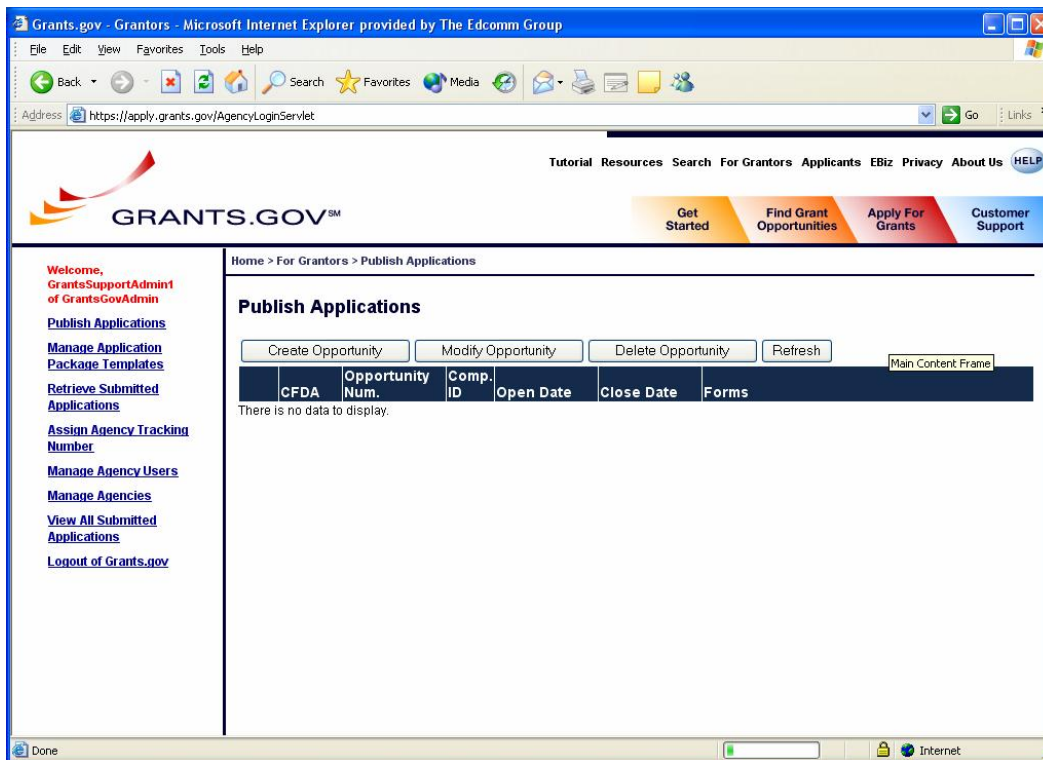 Grants.gov - Grantors - Microsoft Internet Explorer provided by The Edcomm Group
File Edit View Favorites Tools Help
Back Search Favorites Media
Address https://apply.grants.gov/AgencyLoginServlet Go Links
Tutorial Resources Search For Grantors Applicants EBiz Privacy About Us HELP
GRANTS.GOV℠
Get Started
Find Grant Opportunities
Apply For Grants
Customer Support
Home > For Grantors > Publish Applications
Welcome,
GrantsSupportAdmin1
of GrantsGovAdmin
Publish Applications
Manage Application
Package Templates
Retrieve Submitted
Applications
Assign Agency Tracking
Number
Manage Agency Users
Manage Agencies
View All Submitted
Applications
Logout of Grants.gov
Publish Applications
Create Opportunity Modify Opportunity Delete Opportunity Refresh
Main Content Frame
CFDA Opportunity Num. Comp. ID Open Date Close Date Forms
There is no data to display.
Done Internet